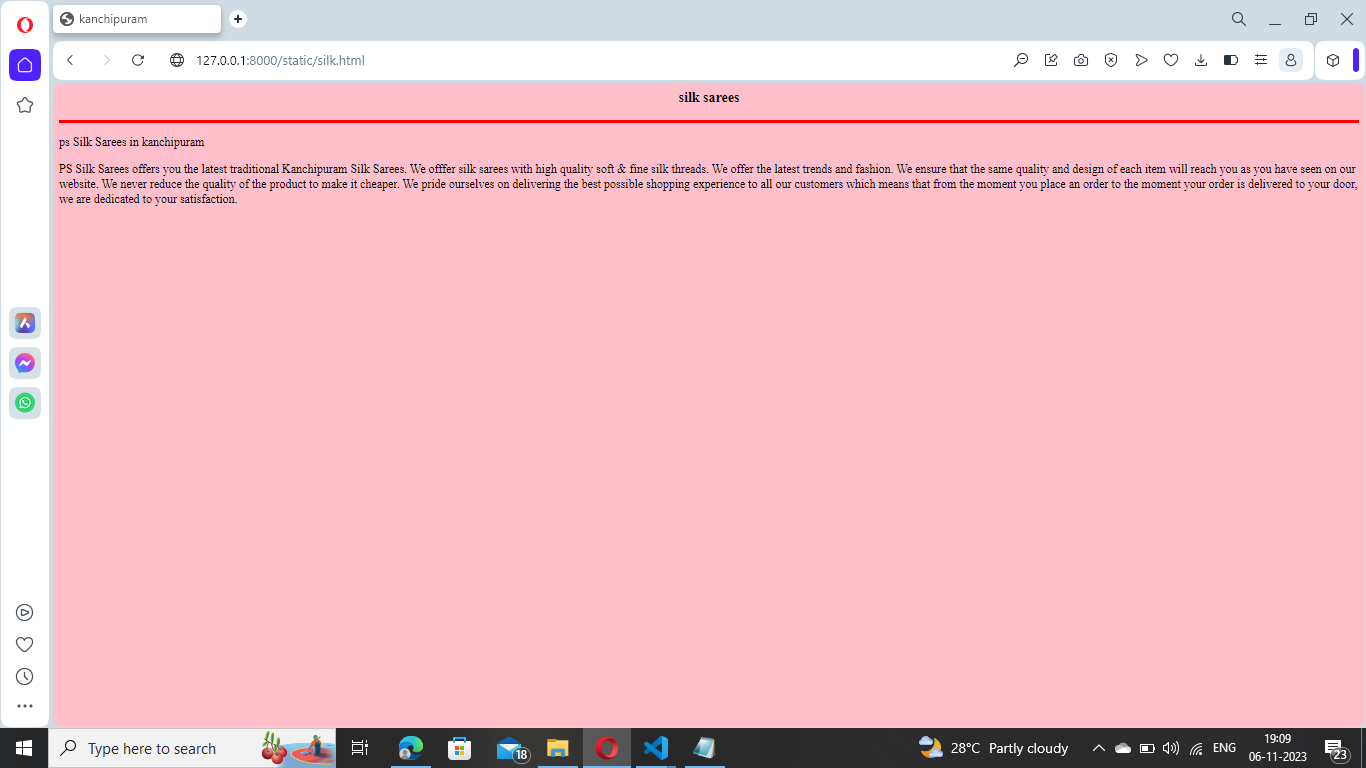 kanchipuram
127.0.0.1:8000/static/silk.html
silk sarees
ps Silk Sarees in kanchipuram
PS Silk Sarees offers you the latest traditional Kanchipuram Silk Sarees. We offfer silk sarees with high quality soft & fine silk threads. We offer the latest trends and fashion. We ensure that the same quality and design of each item will reach you as you have seen on our
website. We never reduce the quality of the product to make it cheaper. We pride ourselves on delivering the best possible shopping experience to all our customers which means that from the moment you place an order to the moment your order is delivered to your door,
we are dedicated to your satisfaction.
Type here to search
18
28°C Partly cloudy
ENG
19:09
06-11-2023
23